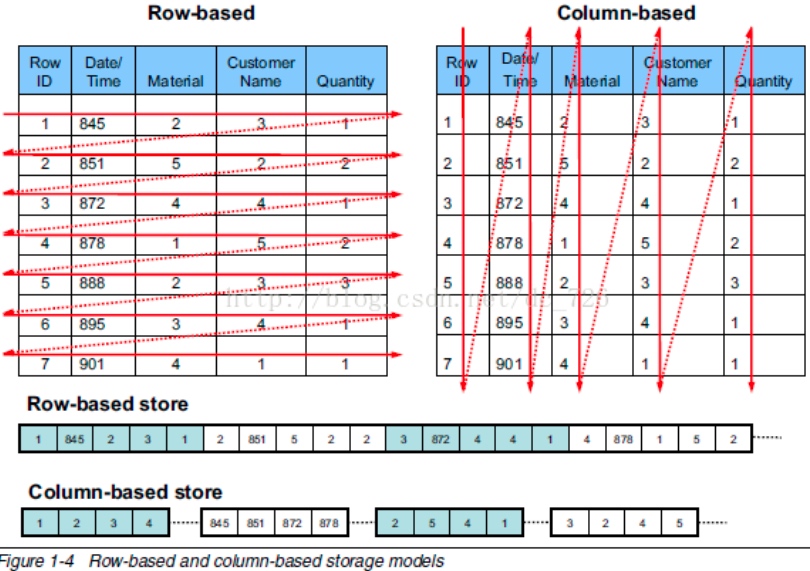 Row-based
Column-based
Row ID Date/ Time Material Customer Name Quantity
1 845 2 3 1
2 851 5 2 2
3 872 4 4 1
4 878 1 5 2
5 888 2 3 3
6 895 3 4 1
7 901 4 1 1
Row ID Date/ Time Material Customer Name Quantity
1 845 2 3 1
2 851 5 2 2
3 872 4 4 1
4 878 1 5 2
5 888 2 3 3
6 895 3 4 1
7 901 4 1 1
Row-based store
1 845 2 3 1 2 851 5 2 2 3 872 4 4 1 4 878 1 5 2
Column-based store
1 2 3 4 845 851 872 878 2 5 4 1 3 2 4 5
Figure 1-4 Row-based and column-based storage models